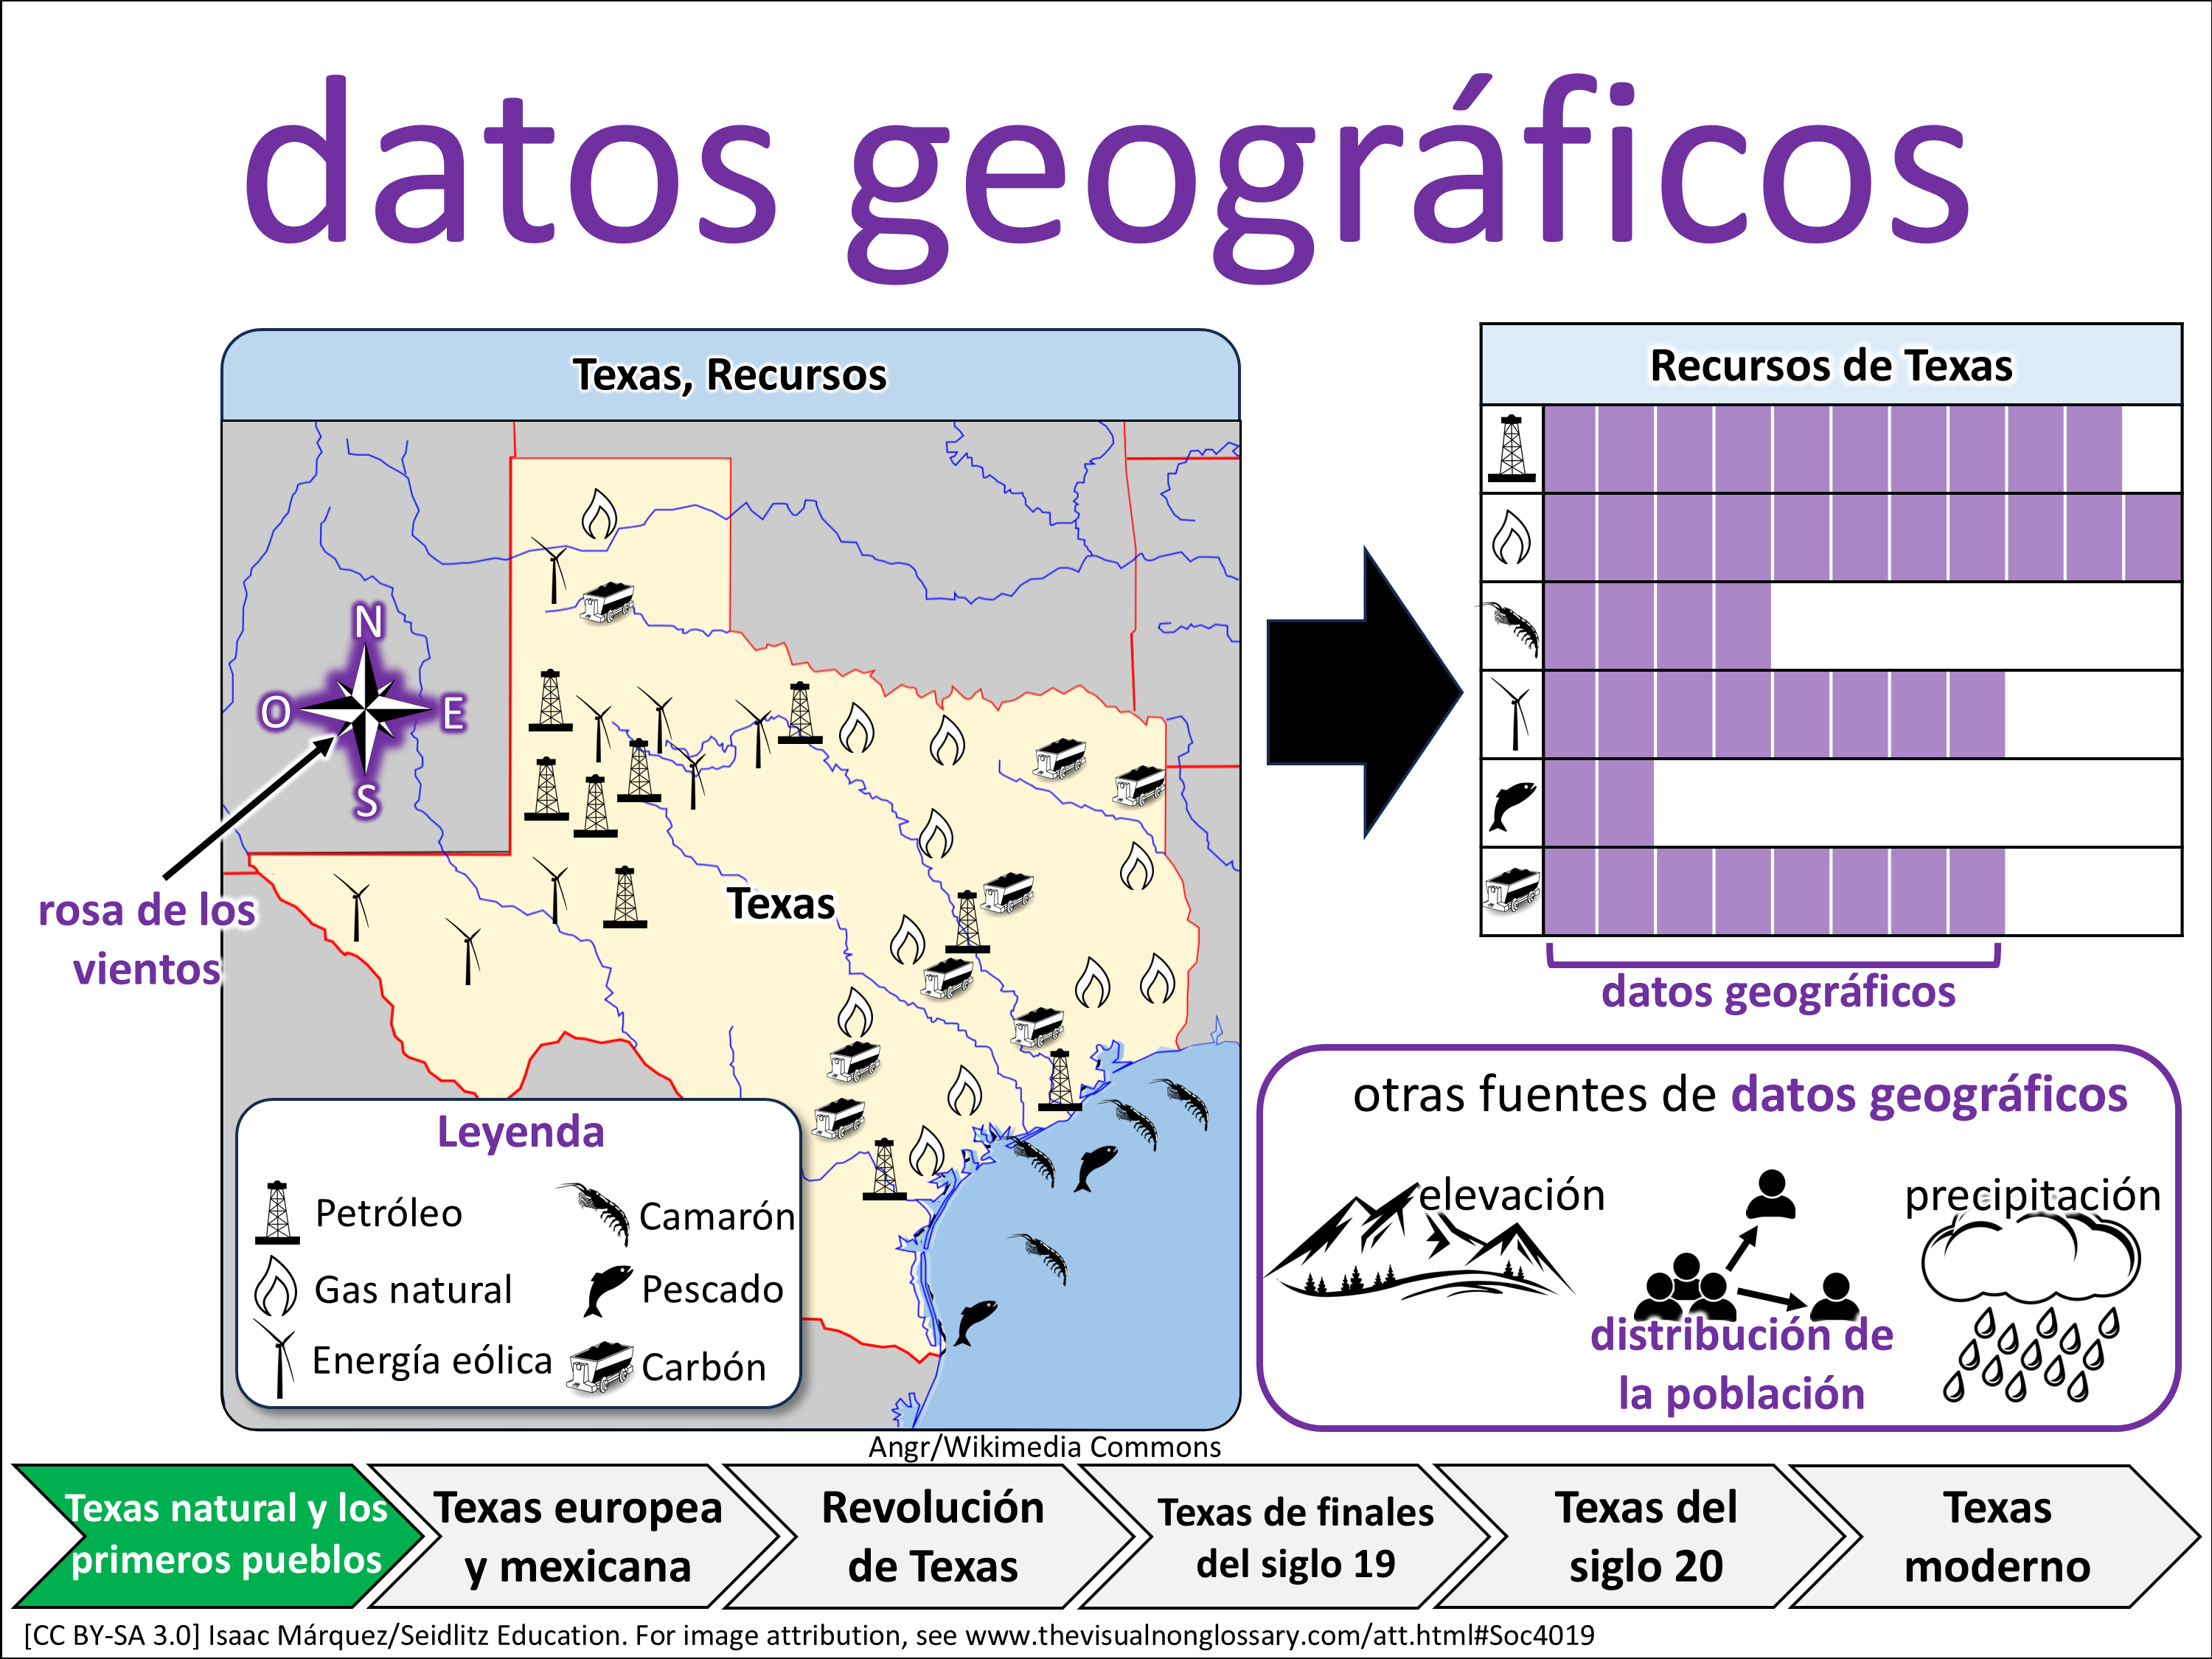 datos geográficos
Texas, Recursos
N
O
E
S
rosa de los
vientos
Texas
Leyenda
Petróleo
Camarón
Gas natural
Pescado
Energía eólica
Carbón
Angr/Wikimedia Commons
Recursos de Texas
datos geográficos
otras fuentes de datos geográficos
elevación
precipitación
distribución de
la población
Texas natural y los
primeros pueblos
Texas europea
y mexicana
Revolución
de Texas
Texas de finales
del siglo 19
Texas del
siglo 20
Texas
moderno
[CC BY-SA 3.0] Isaac Márquez/Seidlitz Education. For image attribution, see www.thevisualnonglossary.com/att.html#Soc4019